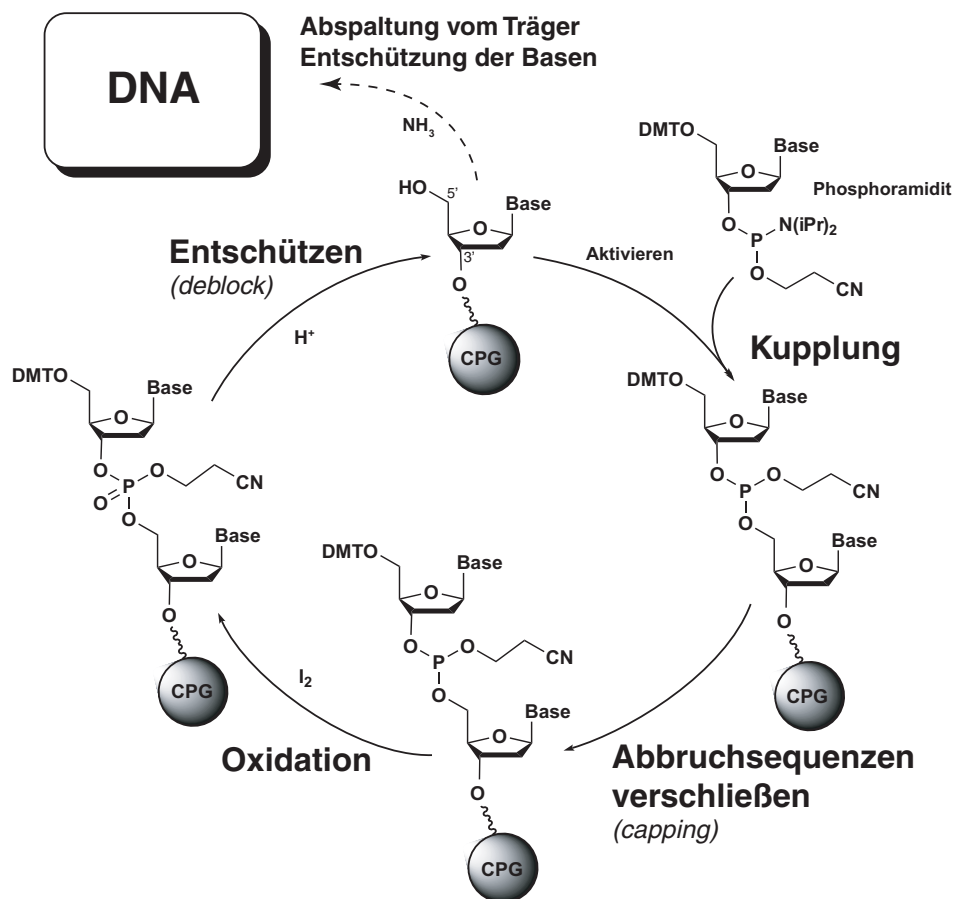 Abspaltung vom Träger
Entschützung der Basen
DNA
NH3
DMTO
Base
O
Phosphoramidit
O
P
N(iPr)2
O
CN
HO
5'
Base
O
3'
O
CPG
Aktivieren
Kupplung
Entschützen
(deblock)
H+
DMTO
Base
O
O
P
O
CN
O
Base
O
O
CPG
Abbruchsequenzen
verschließen
(capping)
DMTO
Base
O
O
P
O
CN
O
Base
O
O
CPG
Oxidation
I2
DMTO
Base
O
O
O
P
O
CN
O
Base
O
O
CPG